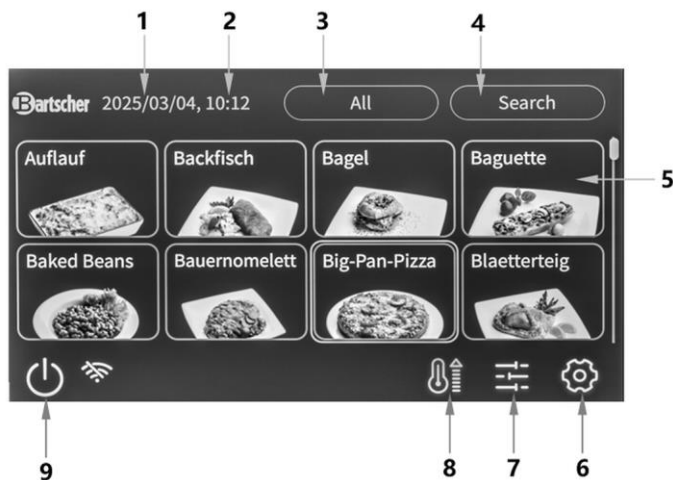 1 2 3 4
Bartscher 2025/03/04, 10:12 All Search
Auflauf Backfisch Bagel Baguette
5
Baked Beans Bauernomelett Big-Pan-Pizza Blaetterteig
9 8 7 6